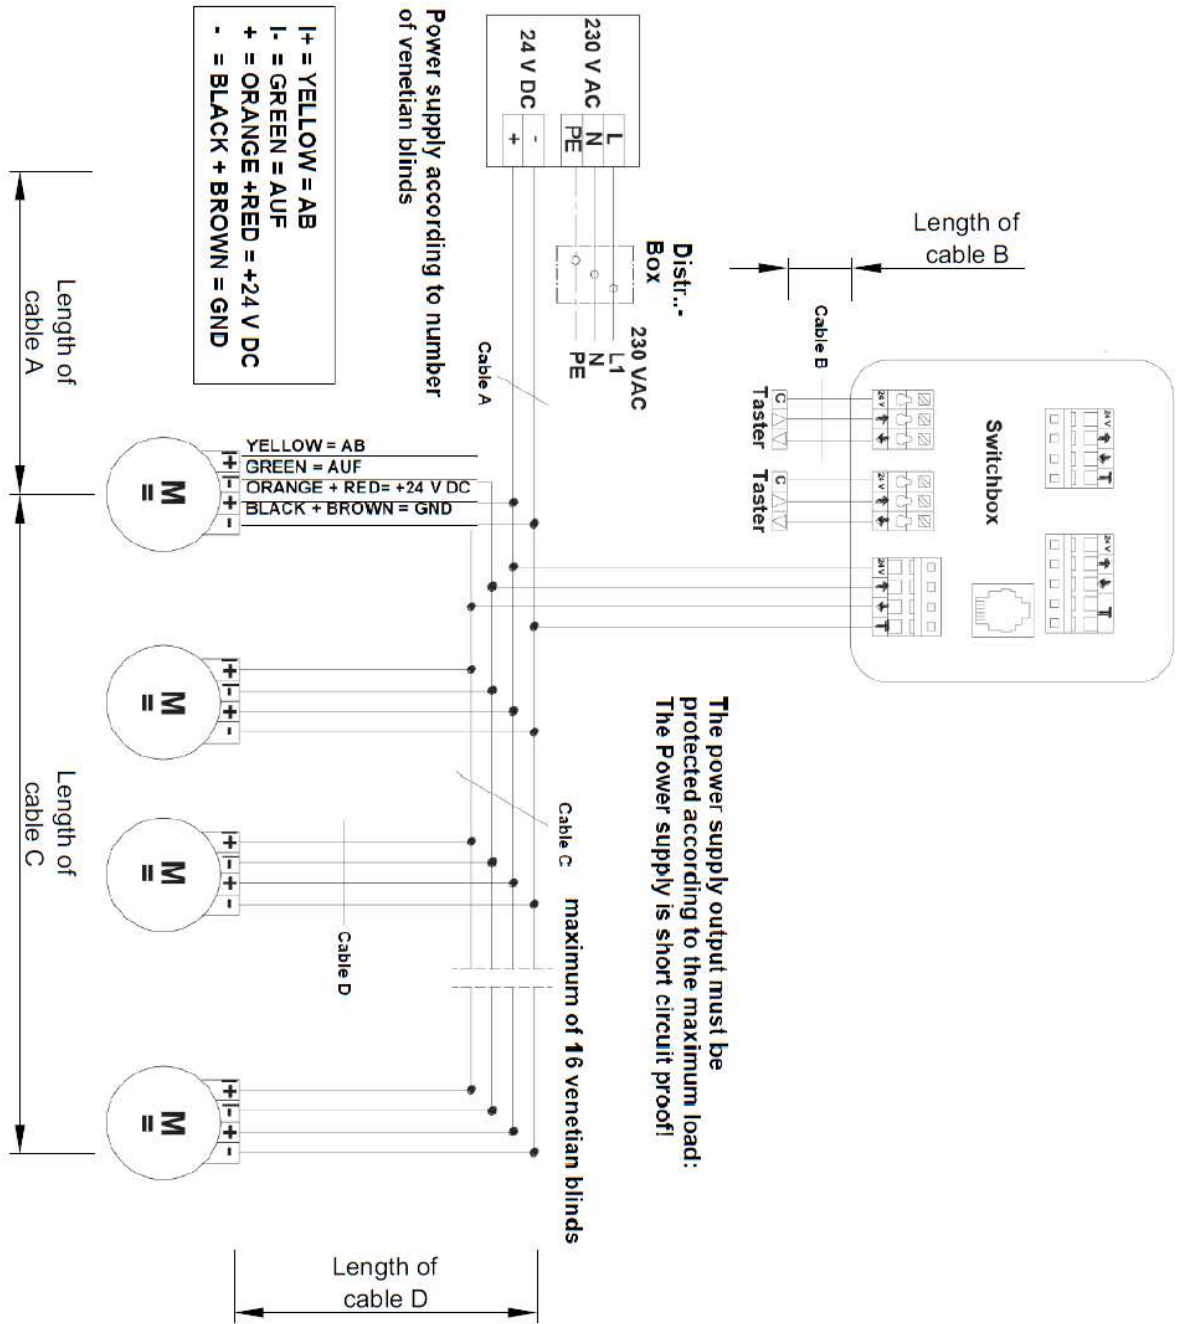 Length of
cable B
Switchbox
24 V
24 V
24 V
24 V
24 V
Cable B
C
Taster
C
Taster
230 V AC
24 V DC
L
N
PE
-
+
Distr..-
Box
230 VAC
L1
N
PE
Power supply according to number
of venetian blinds
I+ = YELLOW = AB
I- = GREEN = AUF
+ = ORANGE +RED = +24 V DC
- = BLACK + BROWN = GND
Cable A
The power supply output must be
protected according to the maximum load:
The Power supply is short circuit proof!
YELLOW = AB
GREEN = AUF
ORANGE + RED= +24 V DC
BLACK + BROWN = GND
M
=
I+
I-
+
-
M
=
I+
I-
+
-
M
=
I+
I-
+
-
M
=
I+
I-
+
-
Cable C
Cable D
maximum of 16 venetian blinds
Length of
cable A
Length of
cable C
Length of
cable D